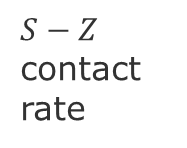 S – Z
contact
rate